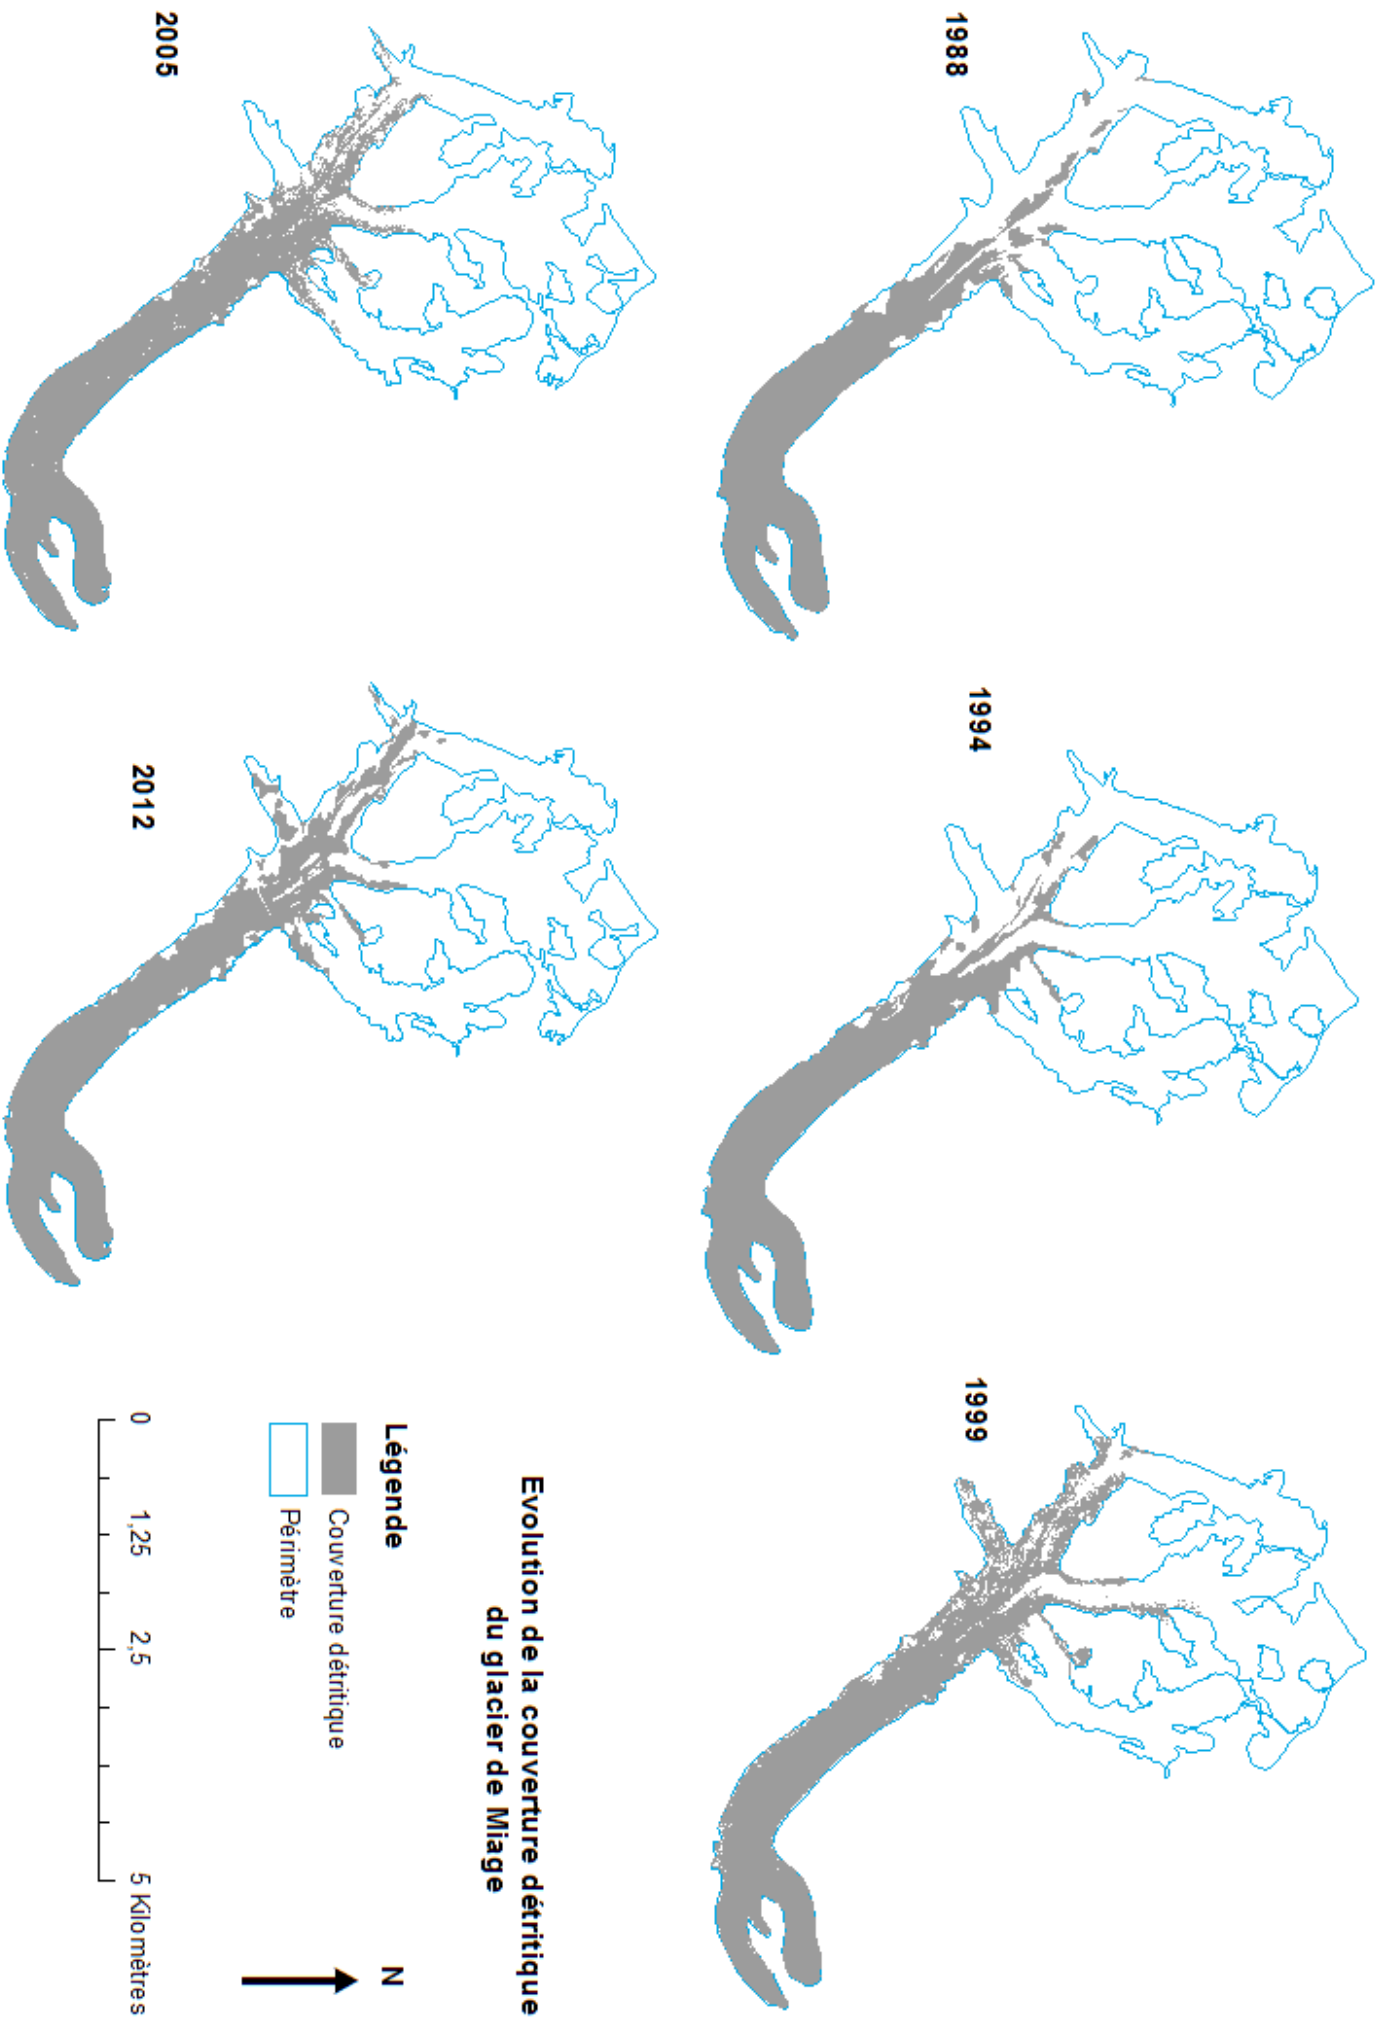 1988
1994
1999
2005
2012
Evolution de la couverture détritique
du glacier de Miage
Légende
Couverture détritique
Périmètre
N
0 1,25 2,5 5 Kilomètres